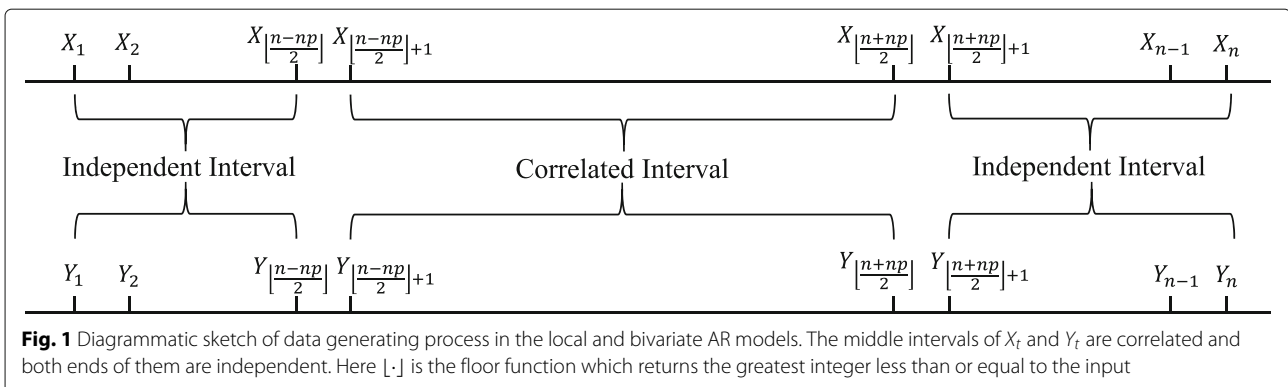 X₁ X₂ X⌊(n−np)/2⌋ X⌊(n−np)/2⌋+1 X⌊(n+np)/2⌋ X⌊(n+np)/2⌋+1 Xₙ₋₁ Xₙ
Independent Interval Correlated Interval Independent Interval
Y₁ Y₂ Y⌊(n−np)/2⌋ Y⌊(n−np)/2⌋+1 Y⌊(n+np)/2⌋ Y⌊(n+np)/2⌋+1 Yₙ₋₁ Yₙ
Fig. 1 Diagrammatic sketch of data generating process in the local and bivariate AR models. The middle intervals of Xₜ and Yₜ are correlated and
both ends of them are independent. Here ⌊·⌋ is the floor function which returns the greatest integer less than or equal to the input